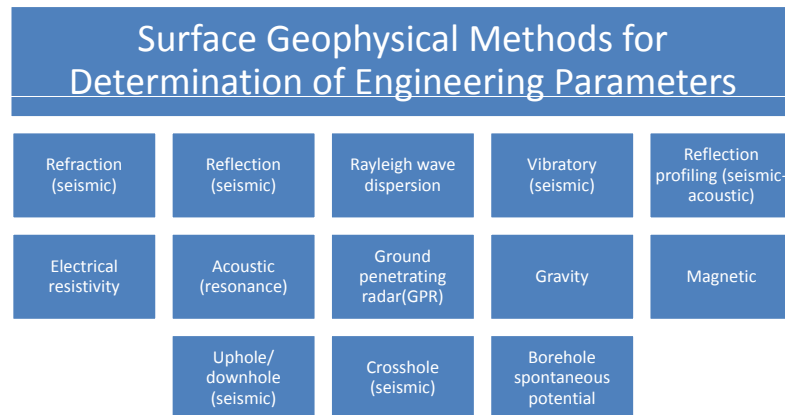 Surface Geophysical Methods for
Determination of Engineering Parameters
Refraction
(seismic)
Reflection
(seismic)
Rayleigh wave
dispersion
Vibratory
(seismic)
Reflection
profiling (seismic-
acoustic)
Electrical
resistivity
Acoustic
(resonance)
Ground
penetrating
radar(GPR)
Gravity
Magnetic
Uphole/
downhole
(seismic)
Crosshole
(seismic)
Borehole
spontaneous
potential